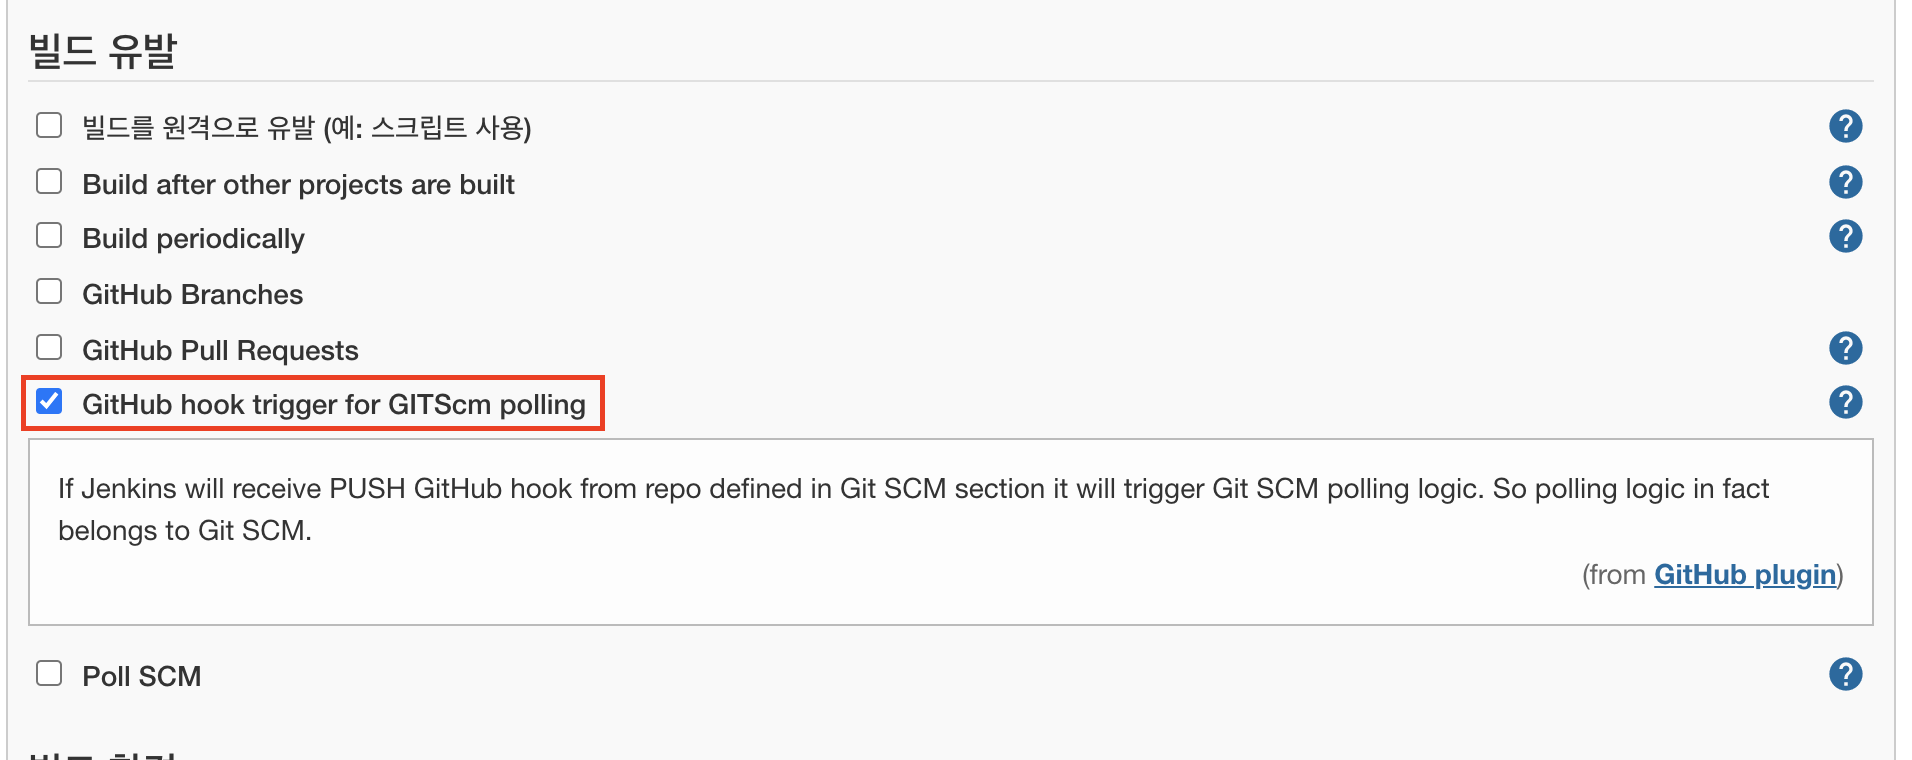 빌드 유발
빌드를 원격으로 유발 (예: 스크립트 사용)
Build after other projects are built
Build periodically
GitHub Branches
GitHub Pull Requests
GitHub hook trigger for GITScm polling
If Jenkins will receive PUSH GitHub hook from repo defined in Git SCM section it will trigger Git SCM polling logic. So polling logic in fact
belongs to Git SCM.
(from GitHub plugin)
Poll SCM